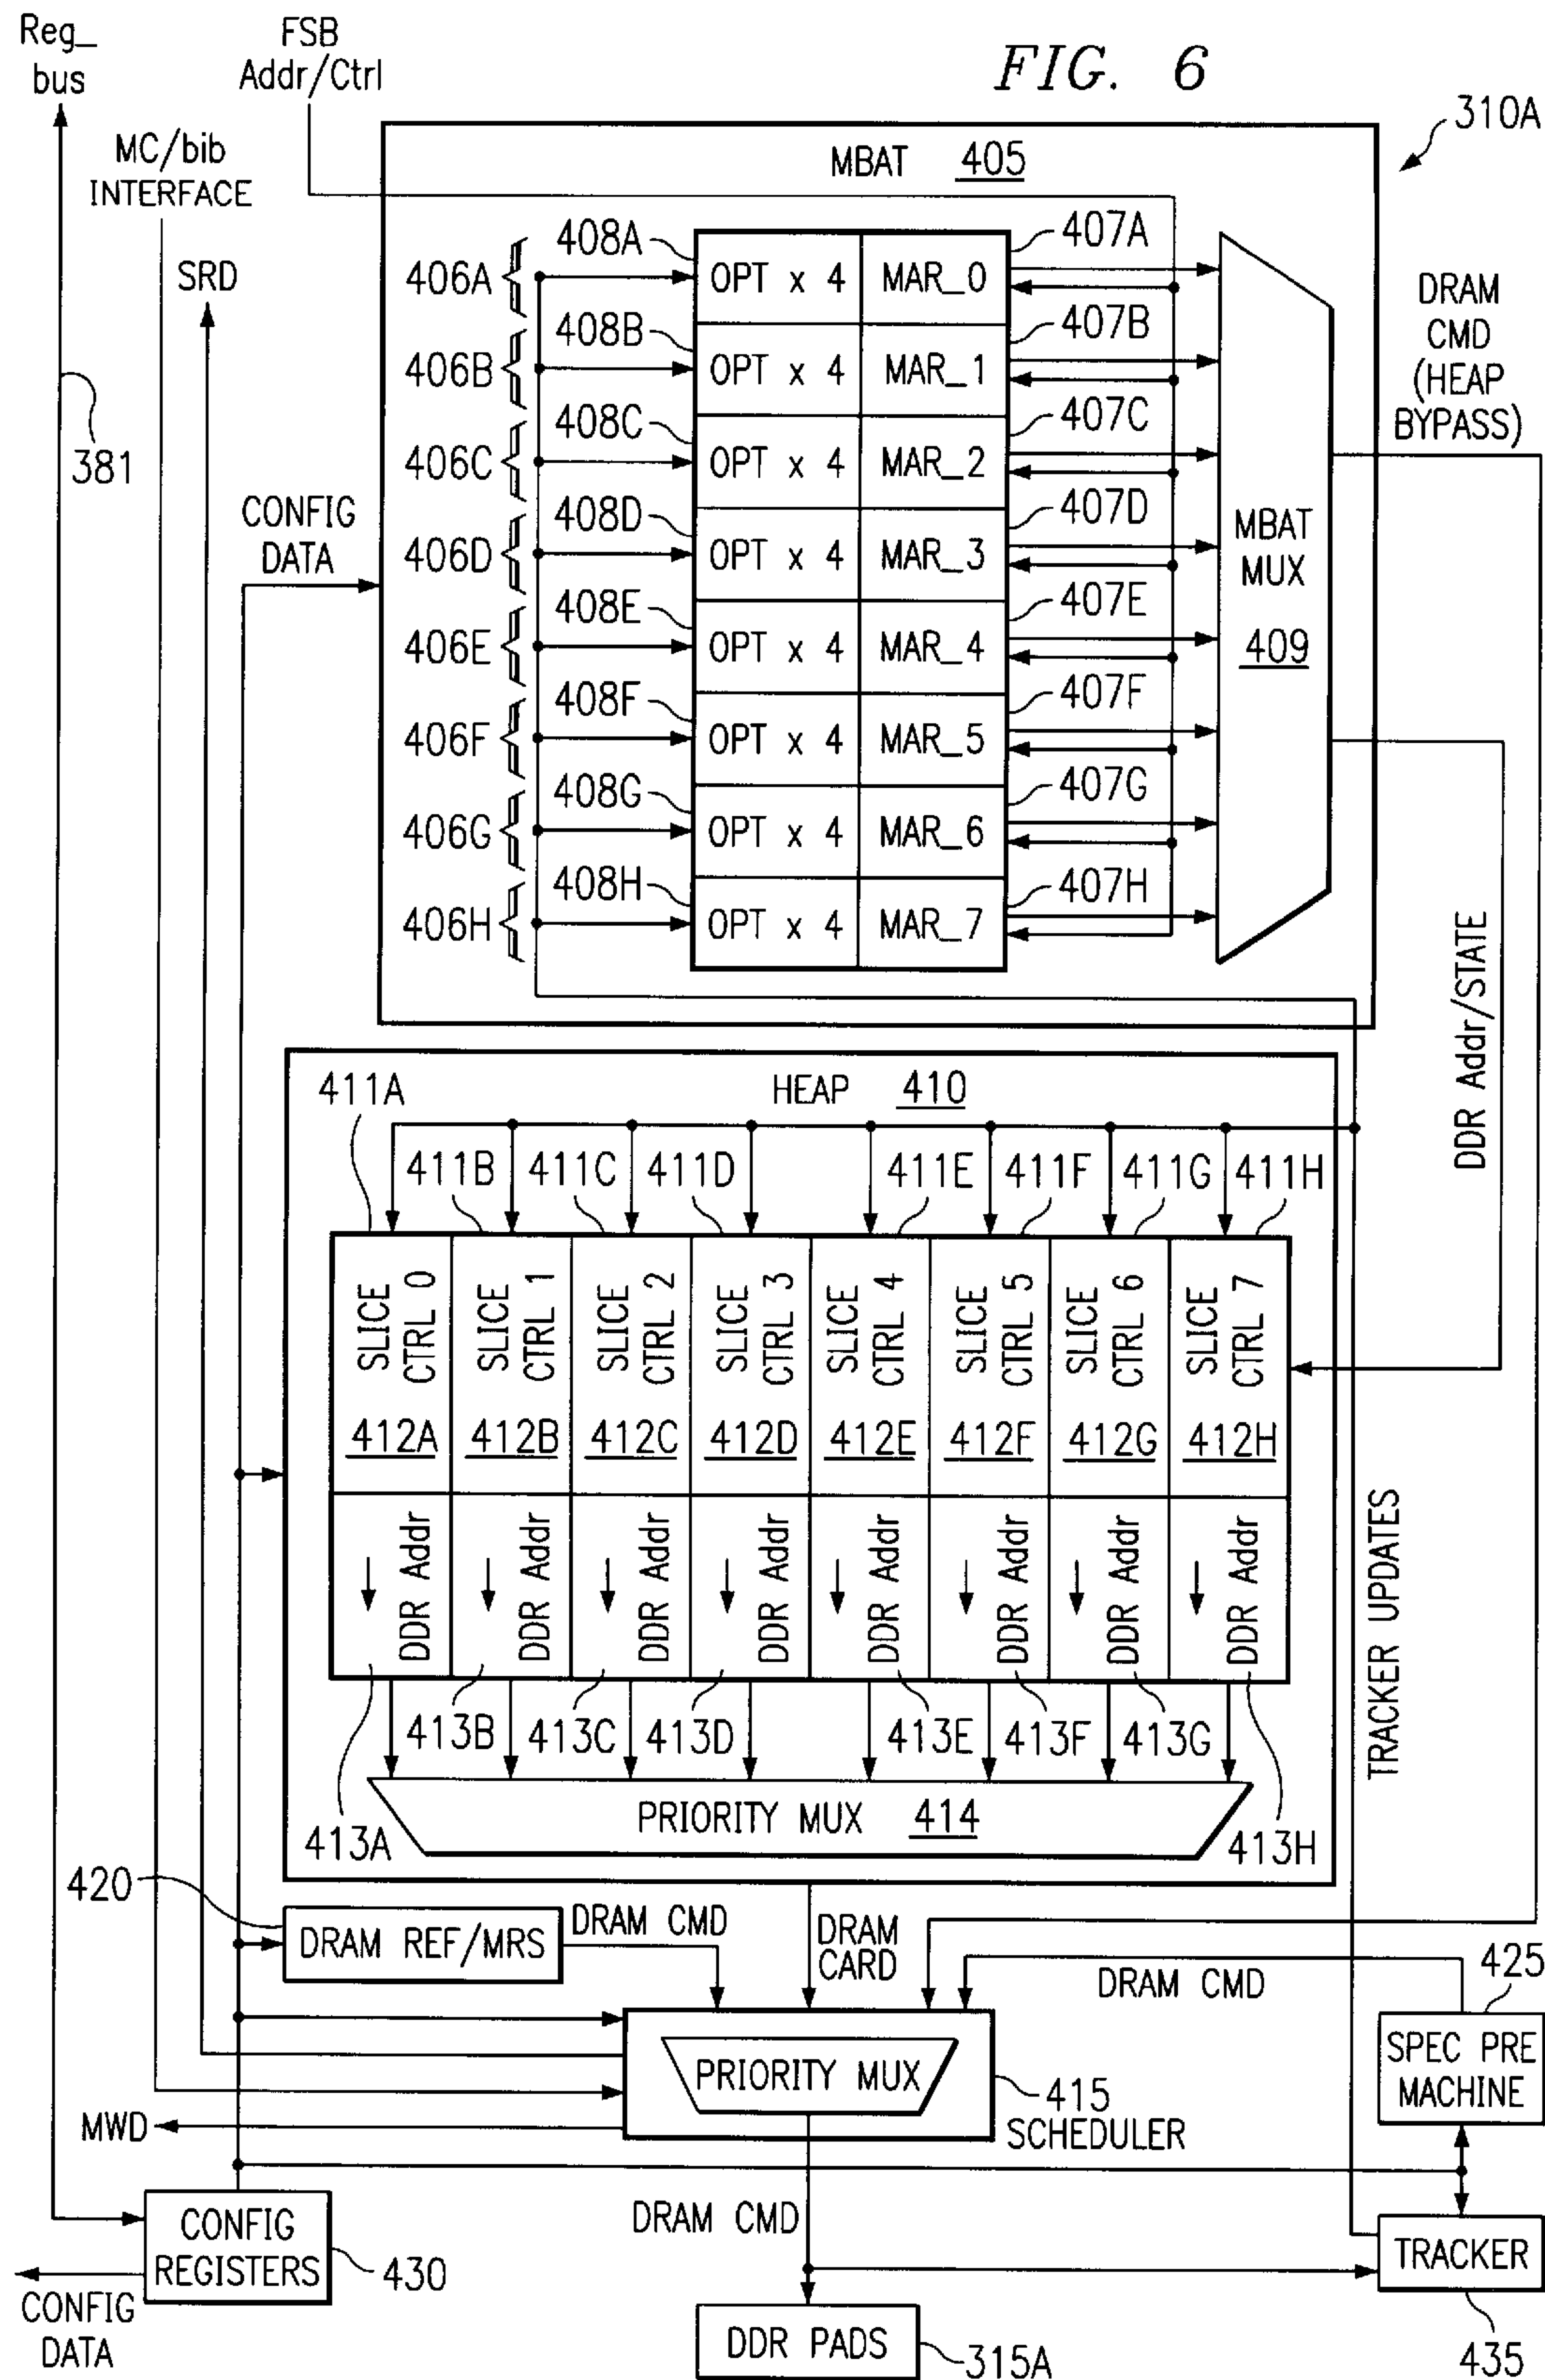 Reg_
bus
FSB
Addr/Ctrl
FIG. 6
310A
MC/bib
INTERFACE
SRD
381
CONFIG
DATA
MBAT 405
406A
408A
OPT x 4
MAR_0
407A
406B
408B
OPT x 4
MAR_1
407B
406C
408C
OPT x 4
MAR_2
407C
406D
408D
OPT x 4
MAR_3
407D
406E
408E
OPT x 4
MAR_4
407E
406F
408F
OPT x 4
MAR_5
407F
406G
408G
OPT x 4
MAR_6
407G
406H
408H
OPT x 4
MAR_7
407H
MBAT
MUX
409
DRAM
CMD
(HEAP
BYPASS)
DDR Addr/STATE
HEAP 410
411A
411B
411C
411D
411E
411F
411G
411H
SLICE
CTRL 0
412A
SLICE
CTRL 1
412B
SLICE
CTRL 2
412C
SLICE
CTRL 3
412D
SLICE
CTRL 4
412E
SLICE
CTRL 5
412F
SLICE
CTRL 6
412G
SLICE
CTRL 7
412H
DDR Addr
DDR Addr
DDR Addr
DDR Addr
DDR Addr
DDR Addr
DDR Addr
DDR Addr
TRACKER UPDATES
413A
413B
413C
413D
413E
413F
413G
413H
PRIORITY MUX 414
420
DRAM REF/MRS
DRAM CMD
DRAM
CARD
DRAM CMD
425
SPEC PRE
MACHINE
PRIORITY MUX
415
SCHEDULER
MWD
CONFIG
REGISTERS
430
CONFIG
DATA
DRAM CMD
TRACKER
435
DDR PADS
315A